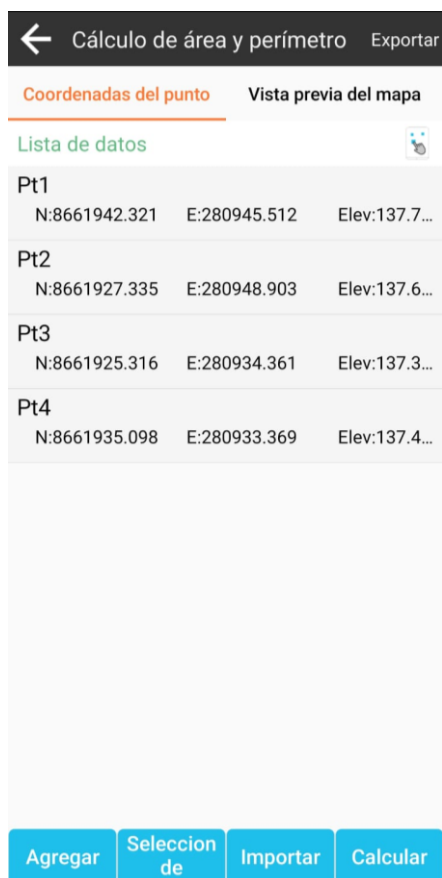 Cálculo de área y perímetro Exportar
Coordenadas del punto Vista previa del mapa
Lista de datos
Pt1
N:8661942.321 E:280945.512 Elev:137.7...
Pt2
N:8661927.335 E:280948.903 Elev:137.6...
Pt3
N:8661925.316 E:280934.361 Elev:137.3...
Pt4
N:8661935.098 E:280933.369 Elev:137.4...
Agregar Seleccion de Importar Calcular